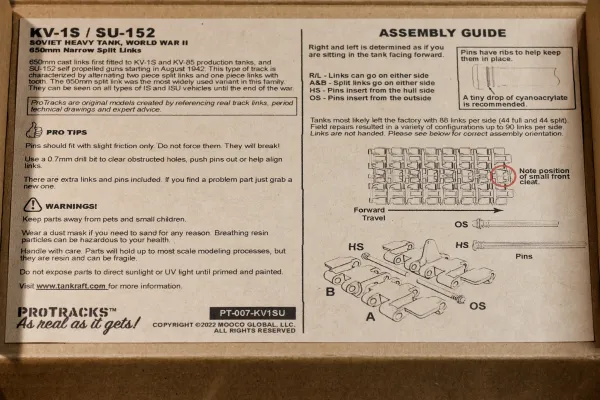 KV-1S / SU-152
SOVIET HEAVY TANK, WORLD WAR II
650mm Narrow Split Links
650mm cast links first fitted to KV-1S and KV-85 production tanks, and
SU-152 self propelled guns starting in August 1942. This type of track is
characterized by alternating two piece split links and one piece links with
tooth. The 650mm split link was the most widely used variant in this family.
They can be seen on all types of IS and ISU vehicles until the end of the war.
ProTracks are original models created by referencing real track links, period
technical drawings and expert advice.
PRO TIPS
Pins should fit with slight friction only. Do not force them. They will break!
Use a 0.7mm drill bit to clear obstructed holes, push pins out or help align
links.
There are extra links and pins included. If you find a problem part just grab a
new one.
WARNINGS!
Keep parts away from pets and small children.
Wear a dust mask if you need to sand for any reason. Breathing resin
particles can be hazardous to your health.
Handle with care. Parts will hold up to most scale modeling processes, but
they are resin and can be fragile.
Do not expose parts to direct sunlight or UV light until primed and painted.
Visit www.tankraft.com for more information.
PROTRACKS™
As real as it gets!
PT-007-KV1SU
COPYRIGHT ©2022 MOOCO GLOBAL, LLC.
ALL RIGHTS RESERVED
ASSEMBLY GUIDE
Right and left is determined as if you
are sitting in the tank facing forward.
R/L - Links can go on either side
A&B - Split links go on either side
HS - Pins insert from the hull side
OS - Pins insert from the outside
Pins have ribs to help keep
them in place.
A tiny drop of cyanoacrylate
is recommended.
Tanks most likely left the factory with 88 links per side (44 full and 44 split).
Field repairs resulted in a variety of configurations up to 90 links per side.
Links are not handed. Please see below for correct assembly orientation.
Note position
of small front
cleat.
Forward
Travel
OS
HS
Pins
HS
B
A
OS